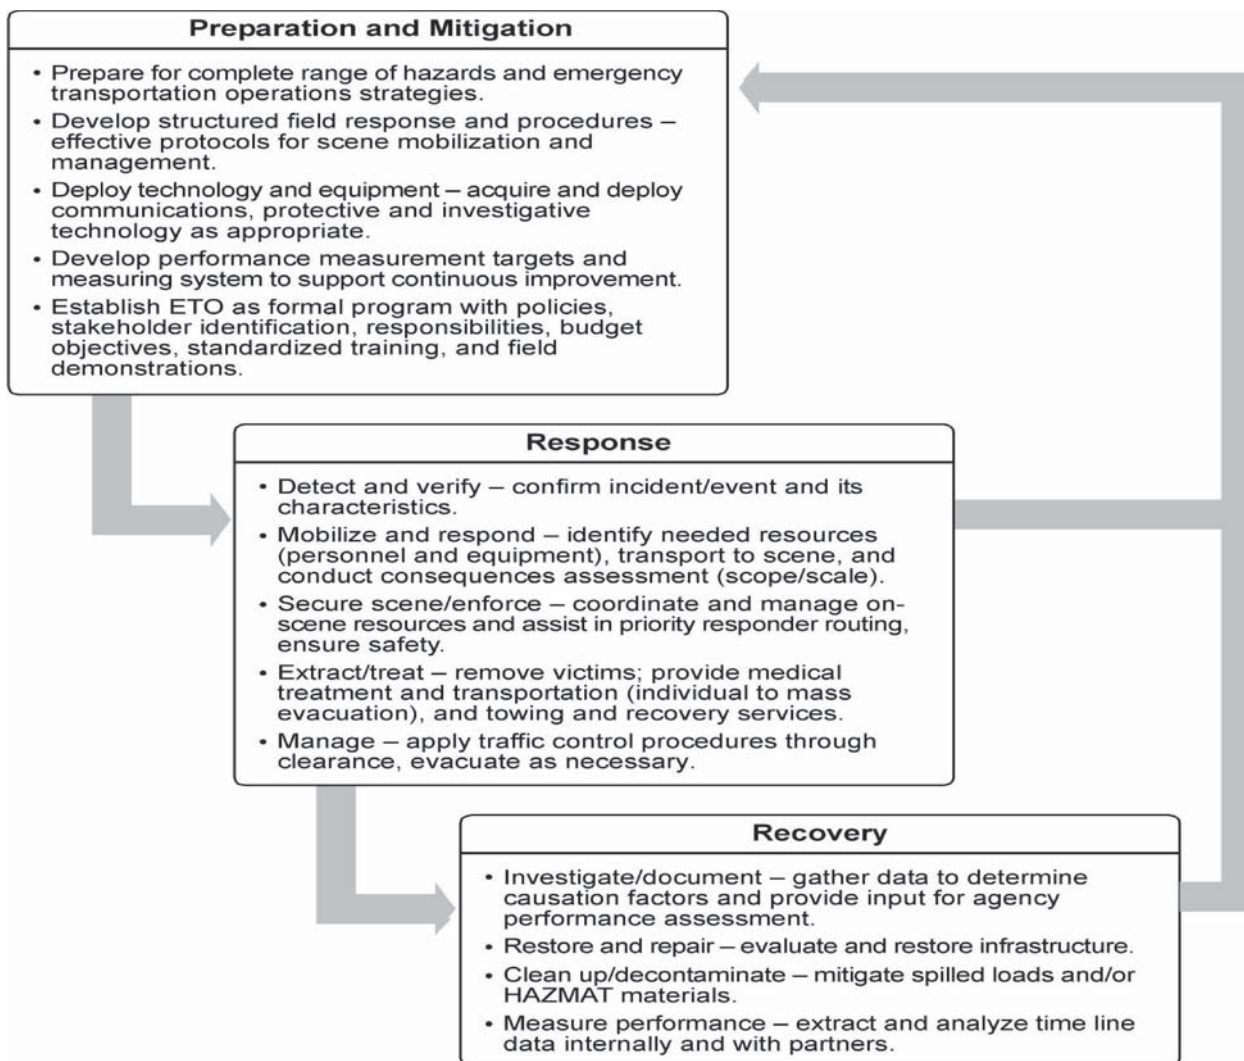 Preparation and Mitigation
• Prepare for complete range of hazards and emergency
transportation operations strategies.
• Develop structured field response and procedures –
effective protocols for scene mobilization and
management.
• Deploy technology and equipment – acquire and deploy
communications, protective and investigative
technology as appropriate.
• Develop performance measurement targets and
measuring system to support continuous improvement.
• Establish ETO as formal program with policies,
stakeholder identification, responsibilities, budget
objectives, standardized training, and field
demonstrations.
Response
• Detect and verify – confirm incident/event and its
characteristics.
• Mobilize and respond – identify needed resources
(personnel and equipment), transport to scene, and
conduct consequences assessment (scope/scale).
• Secure scene/enforce – coordinate and manage on-
scene resources and assist in priority responder routing,
ensure safety.
• Extract/treat – remove victims; provide medical
treatment and transportation (individual to mass
evacuation), and towing and recovery services.
• Manage – apply traffic control procedures through
clearance, evacuate as necessary.
Recovery
• Investigate/document – gather data to determine
causation factors and provide input for agency
performance assessment.
• Restore and repair – evaluate and restore infrastructure.
• Clean up/decontaminate – mitigate spilled loads and/or
HAZMAT materials.
• Measure performance – extract and analyze time line
data internally and with partners.